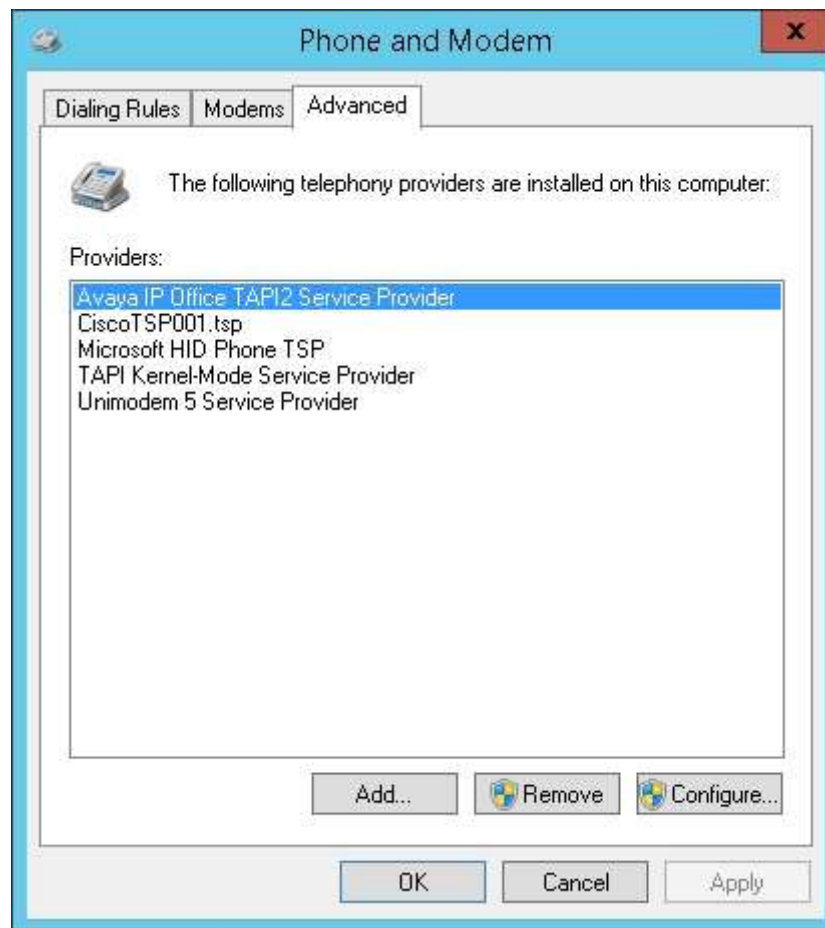 Phone and Modem
x
Dialing Rules Modems Advanced
The following telephony providers are installed on this computer:
Providers:
Avaya IP Office TAPI2 Service Provider
CiscoTSP001.tsp
Microsoft HID Phone TSP
TAPI Kernel-Mode Service Provider
Unimodem 5 Service Provider
Add... Remove Configure...
OK Cancel Apply